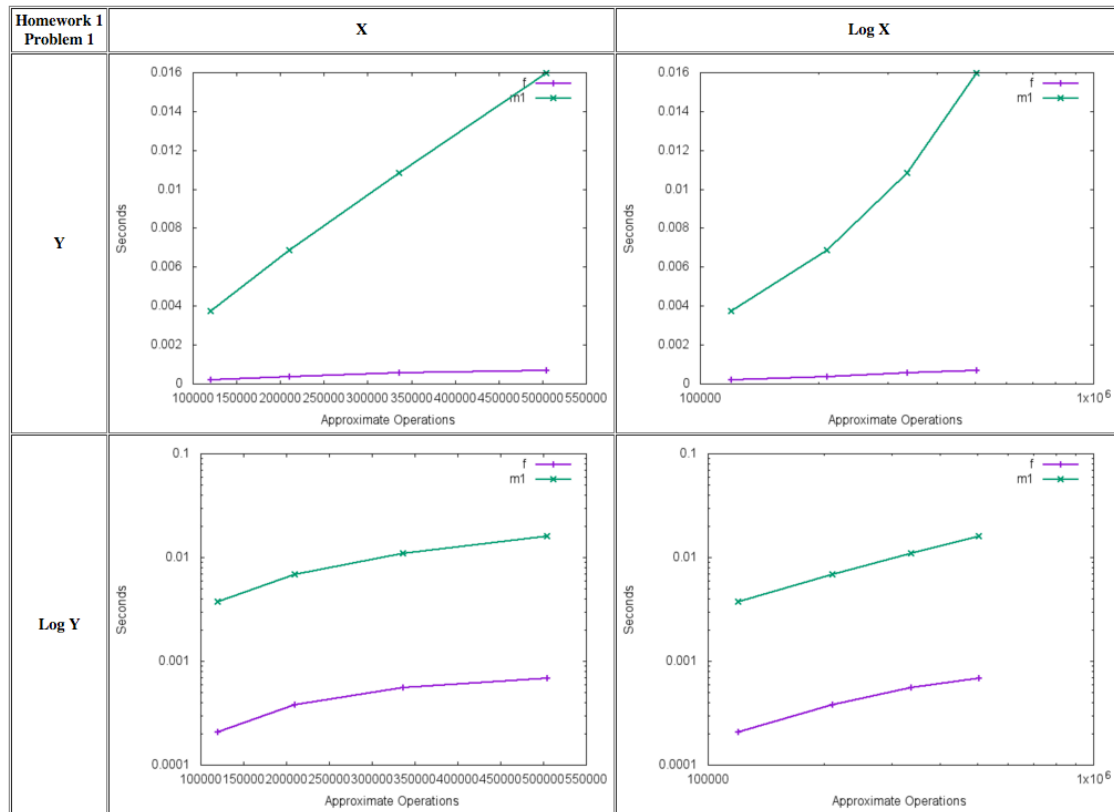 Homework 1
Problem 1
X
Log X
Y
0.016
0.014
0.012
0.01
0.008
0.006
0.004
0.002
0
Seconds
f
m1
100000 150000 200000 250000 300000 350000 400000 450000 500000 550000
Approximate Operations
0.016
0.014
0.012
0.01
0.008
0.006
0.004
0.002
0
Seconds
f
m1
100000 1x10^6
Approximate Operations
Log Y
0.1
0.01
0.001
0.0001
Seconds
f
m1
100000 150000 200000 250000 300000 350000 400000 450000 500000 550000
Approximate Operations
0.1
0.01
0.001
0.0001
Seconds
f
m1
100000 1x10^6
Approximate Operations